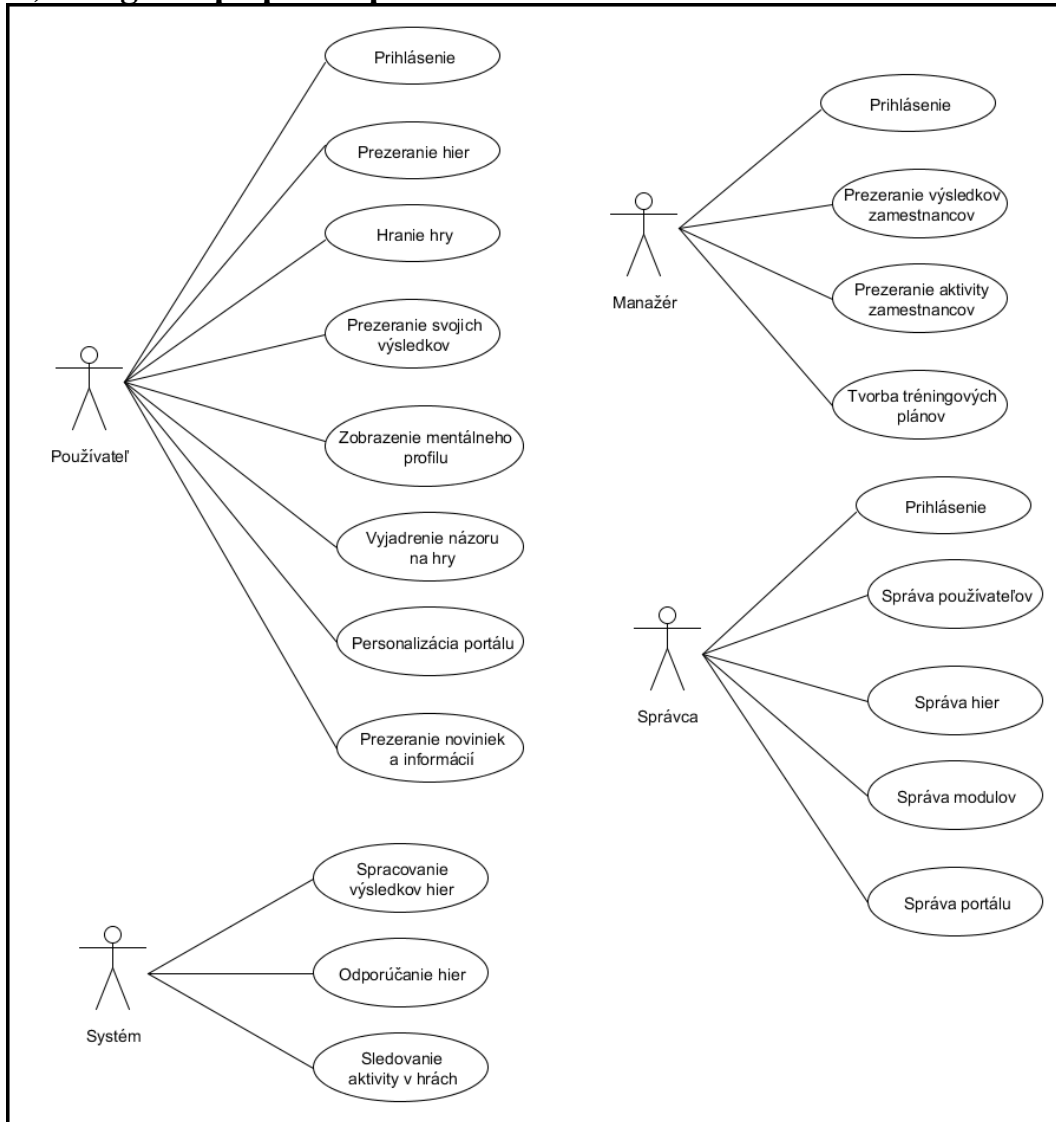 Prihlásenie
Prezeranie hier
Hranie hry
Prezeranie svojich
výsledkov
Používateľ
Zobrazenie mentálneho
profilu
Vyjadrenie názoru
na hry
Personalizácia portálu
Prezeranie noviniek
a informácií
Prihlásenie
Prezeranie výsledkov
zamestnancov
Manažér
Prezeranie aktivity
zamestnancov
Tvorba tréningových
plánov
Prihlásenie
Správa používateľov
Správca
Správa hier
Správa modulov
Správa portálu
Spracovanie
výsledkov hier
Odporúčanie hier
Systém
Sledovanie
aktivity v hrách